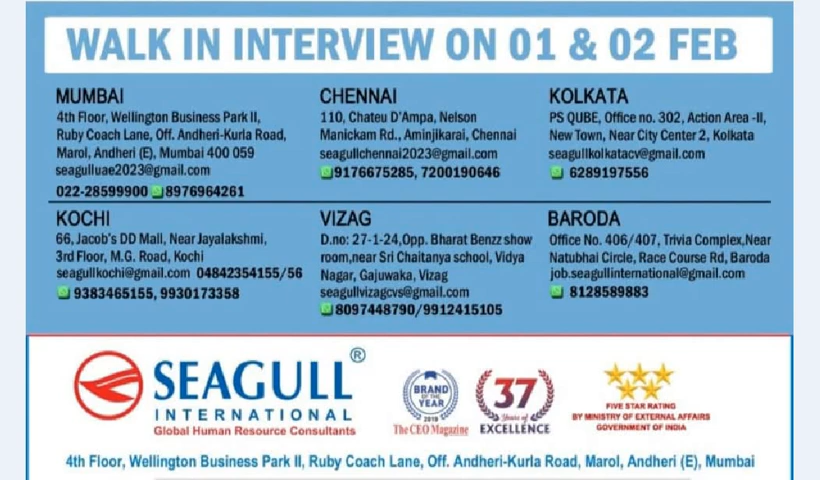 WALK IN INTERVIEW ON 01 & 02 FEB
MUMBAI
4th Floor, Wellington Business Park II,
Ruby Coach Lane, Off. Andheri-Kurla Road,
Marol, Andheri (E), Mumbai 400 059
seagulluae2023@gmail.com
022-28599900 8976964261
CHENNAI
110, Chateu D'Ampa, Nelson
Manickam Rd., Aminjikarai, Chennai
seagullchennai2023@gmail.com
9176675285, 7200190646
KOLKATA
PS QUBE, Office no. 302, Action Area -II,
New Town, Near City Center 2, Kolkata
seagullkolkatacv@gmail.com
6289197556
KOCHI
66, Jacob's DD Mall, Near Jayalakshmi,
3rd Floor, M.G. Road, Kochi
seagullkochi@gmail.com 04842354155/56
9383465155, 9930173358
VIZAG
D.no: 27-1-24,Opp. Bharat Benzz show
room,near Sri Chaitanya school, Vidya
Nagar, Gajuwaka, Vizag
seagullvizagcvs@gmail.com
8097448790/9912415105
BARODA
Office No. 406/407, Trivia Complex,Near
Natubhai Circle, Race Course Rd, Baroda
job.seagullinternational@gmail.com
8128589883
SEAGULL®
INTERNATIONAL
Global Human Resource Consultants
BRAND
OF THE
YEAR
2019
The CEO Magazine
37
Years of
EXCELLENCE
FIVE STAR RATING
BY MINISTRY OF EXTERNAL AFFAIRS
GOVERNMENT OF INDIA
4th Floor, Wellington Business Park II, Ruby Coach Lane, Off. Andheri-Kurla Road, Marol, Andheri (E), Mumbai